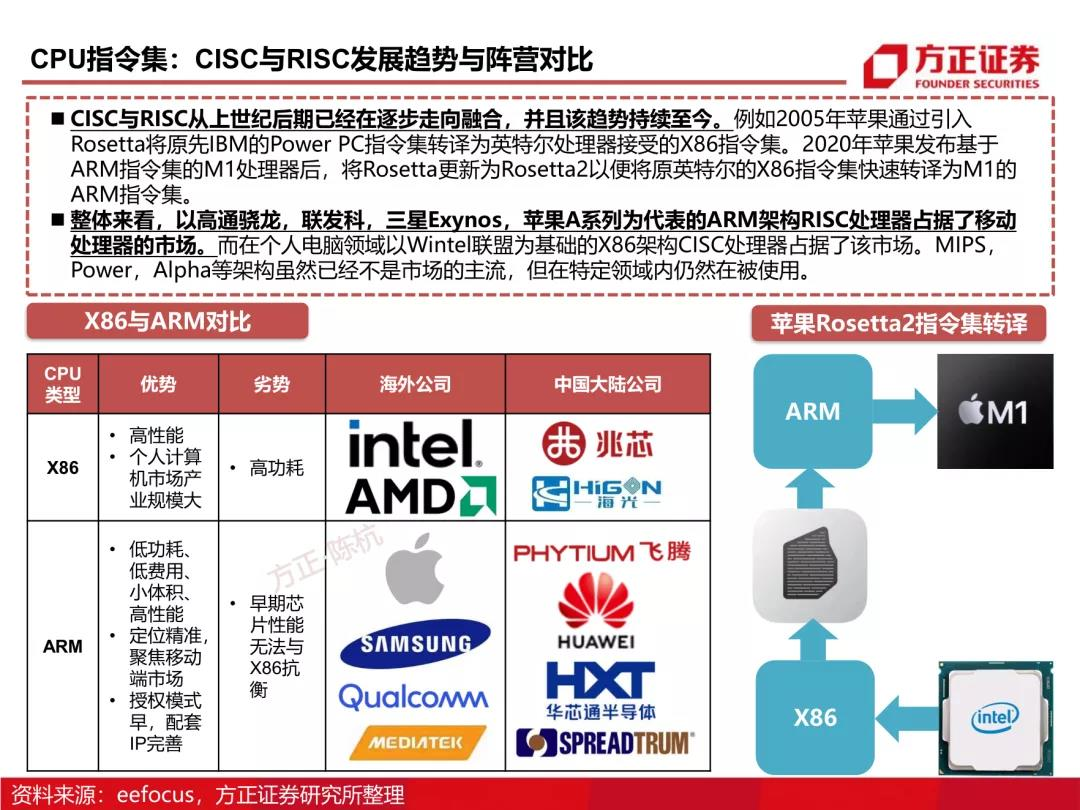 CPU指令集：CISC与RISC发展趋势与阵营对比
方正证券
FOUNDER SECURITIES
■ CISC与RISC从上世纪后期已经在逐步走向融合，并且该趋势持续至今。例如2005年苹果通过引入
Rosetta将原先IBM的Power PC指令集转译为英特尔处理器接受的X86指令集。2020年苹果发布基于
ARM指令集的M1处理器后，将Rosetta更新为Rosetta2以便将原英特尔的X86指令集快速转译为M1的
ARM指令集。
■ 整体来看，以高通骁龙，联发科，三星Exynos，苹果A系列为代表的ARM架构RISC处理器占据了移动
处理器的市场。而在个人电脑领域以Wintel联盟为基础的X86架构CISC处理器占据了该市场。MIPS，
Power，Alpha等架构虽然已经不是市场的主流，但在特定领域内仍然在被使用。
X86与ARM对比
CPU
类型
优势
劣势
海外公司
中国大陆公司
X86
• 高性能
• 个人计算
机市场产
业规模大
• 高功耗
intel
AMD
兆芯
HiGON
海光
ARM
• 低功耗、
低费用、
小体积、
高性能
• 定位精准，
聚焦移动
端市场
• 授权模式
早，配套
IP完善
• 早期芯
片性能
无法与
X86抗
衡
SAMSUNG
Qualcomm
MEDIATEK
PHYTIUM飞腾
HUAWEI
HXT
华芯通半导体
SPREADTRUM
方正 陈杭
苹果Rosetta2指令集转译
ARM
M1
X86
intel
资料来源：eefocus，方正证券研究所整理